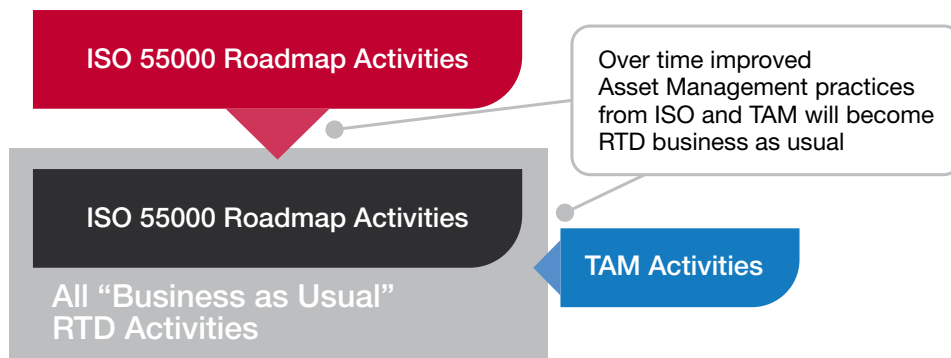 ISO 55000 Roadmap Activities
Over time improved
Asset Management practices
from ISO and TAM will become
RTD business as usual
ISO 55000 Roadmap Activities
TAM Activities
All “Business as Usual”
RTD Activities